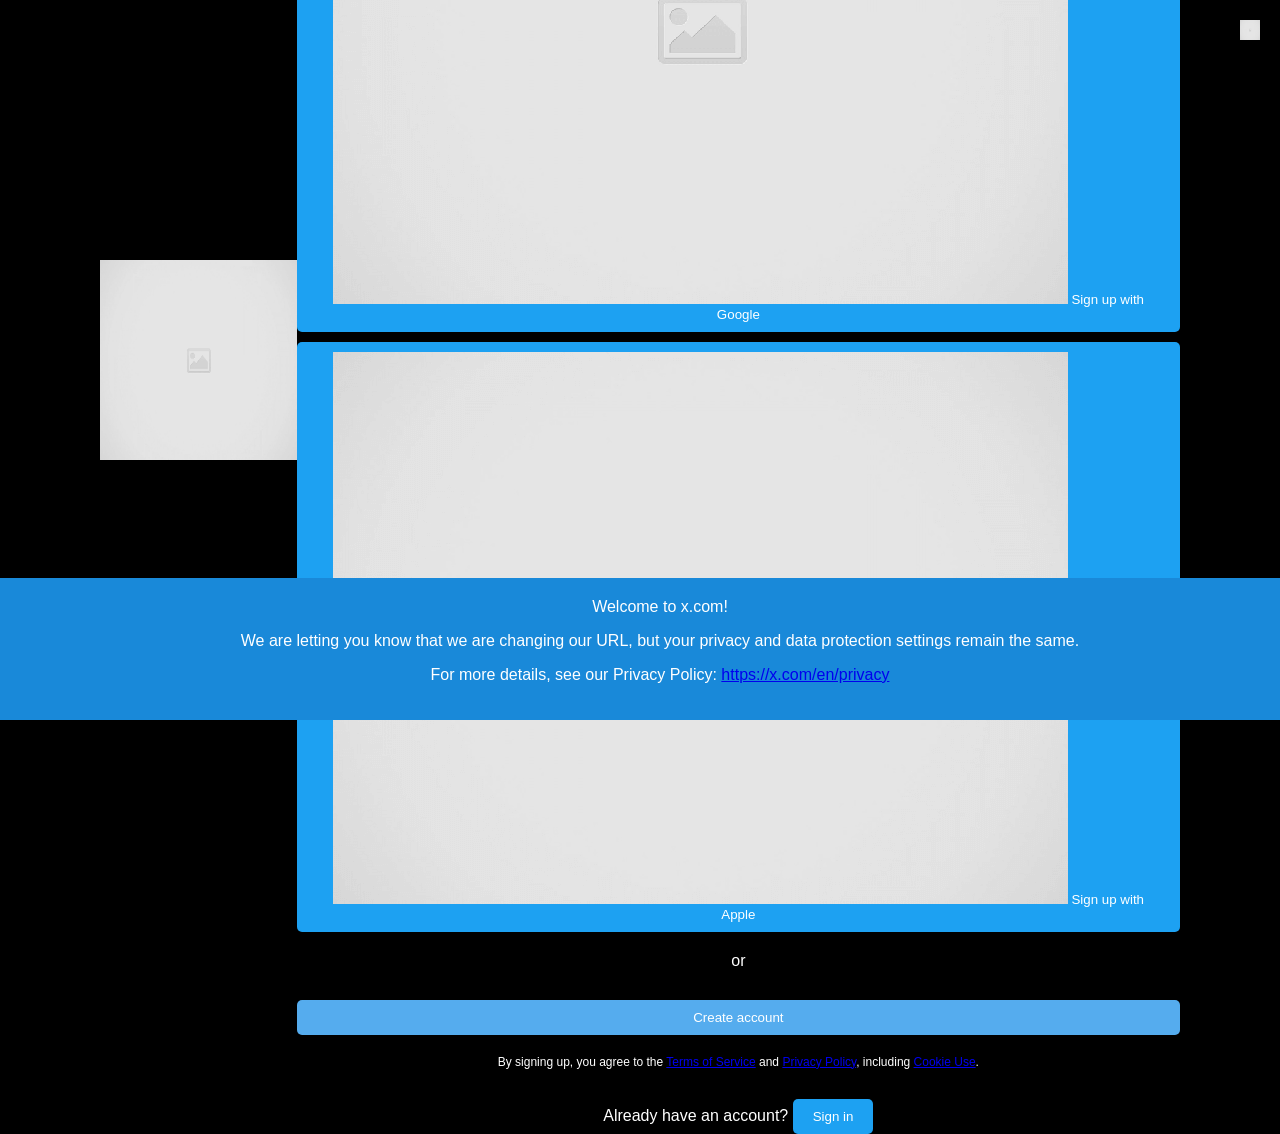 Sign up with
Google
Welcome to x.com!
We are letting you know that we are changing our URL, but your privacy and data protection settings remain the same.
For more details, see our Privacy Policy: https://x.com/en/privacy
Sign up with
Apple
or
Create account
By signing up, you agree to the Terms of Service and Privacy Policy, including Cookie Use.
Already have an account? Sign in